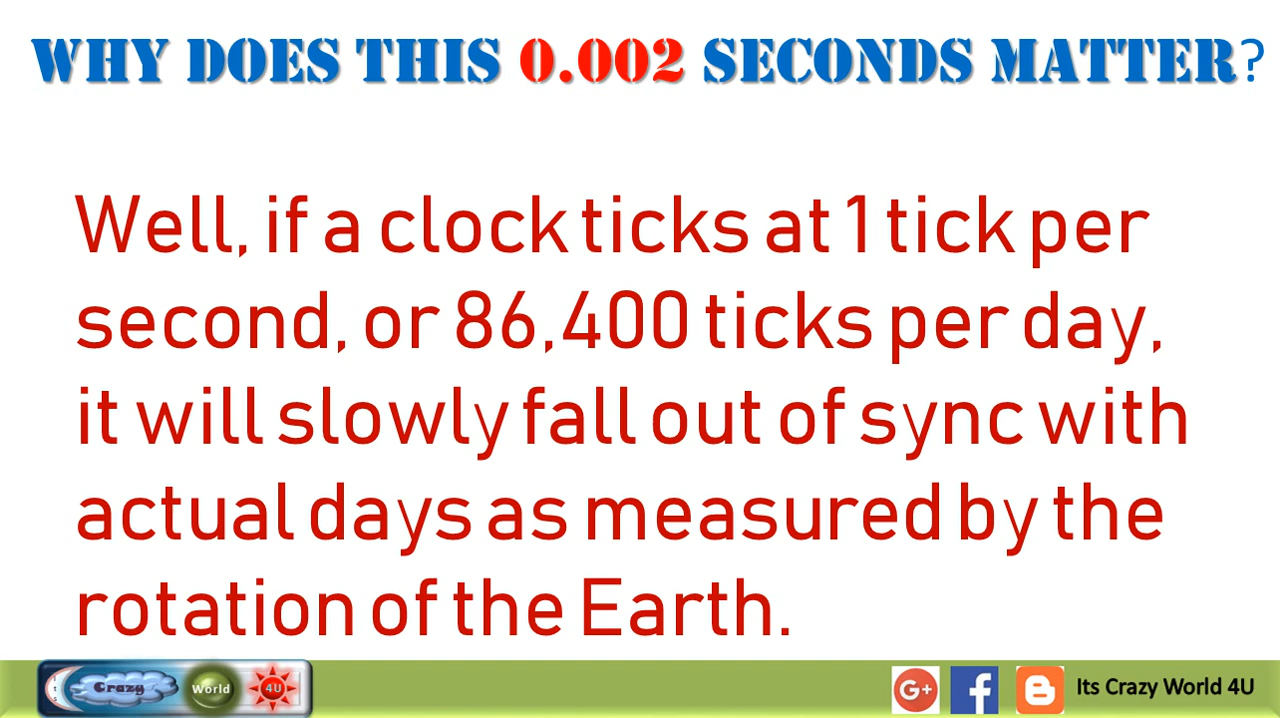 WHY DOES THIS 0.002 SECONDS MATTER?
Well, if a clock ticks at 1 tick per
second, or 86,400 ticks per day,
it will slowly fall out of sync with
actual days as measured by the
rotation of the Earth.
Its Crazy World 4U
G+ f B Its Crazy World 4U